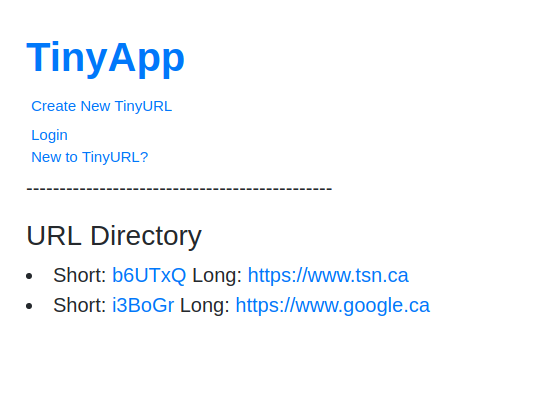 TinyApp
Create New TinyURL
Login
New to TinyURL?
----------------------------------------------
URL Directory
Short: b6UTxQ Long: https://www.tsn.ca
Short: i3BoGr Long: https://www.google.ca